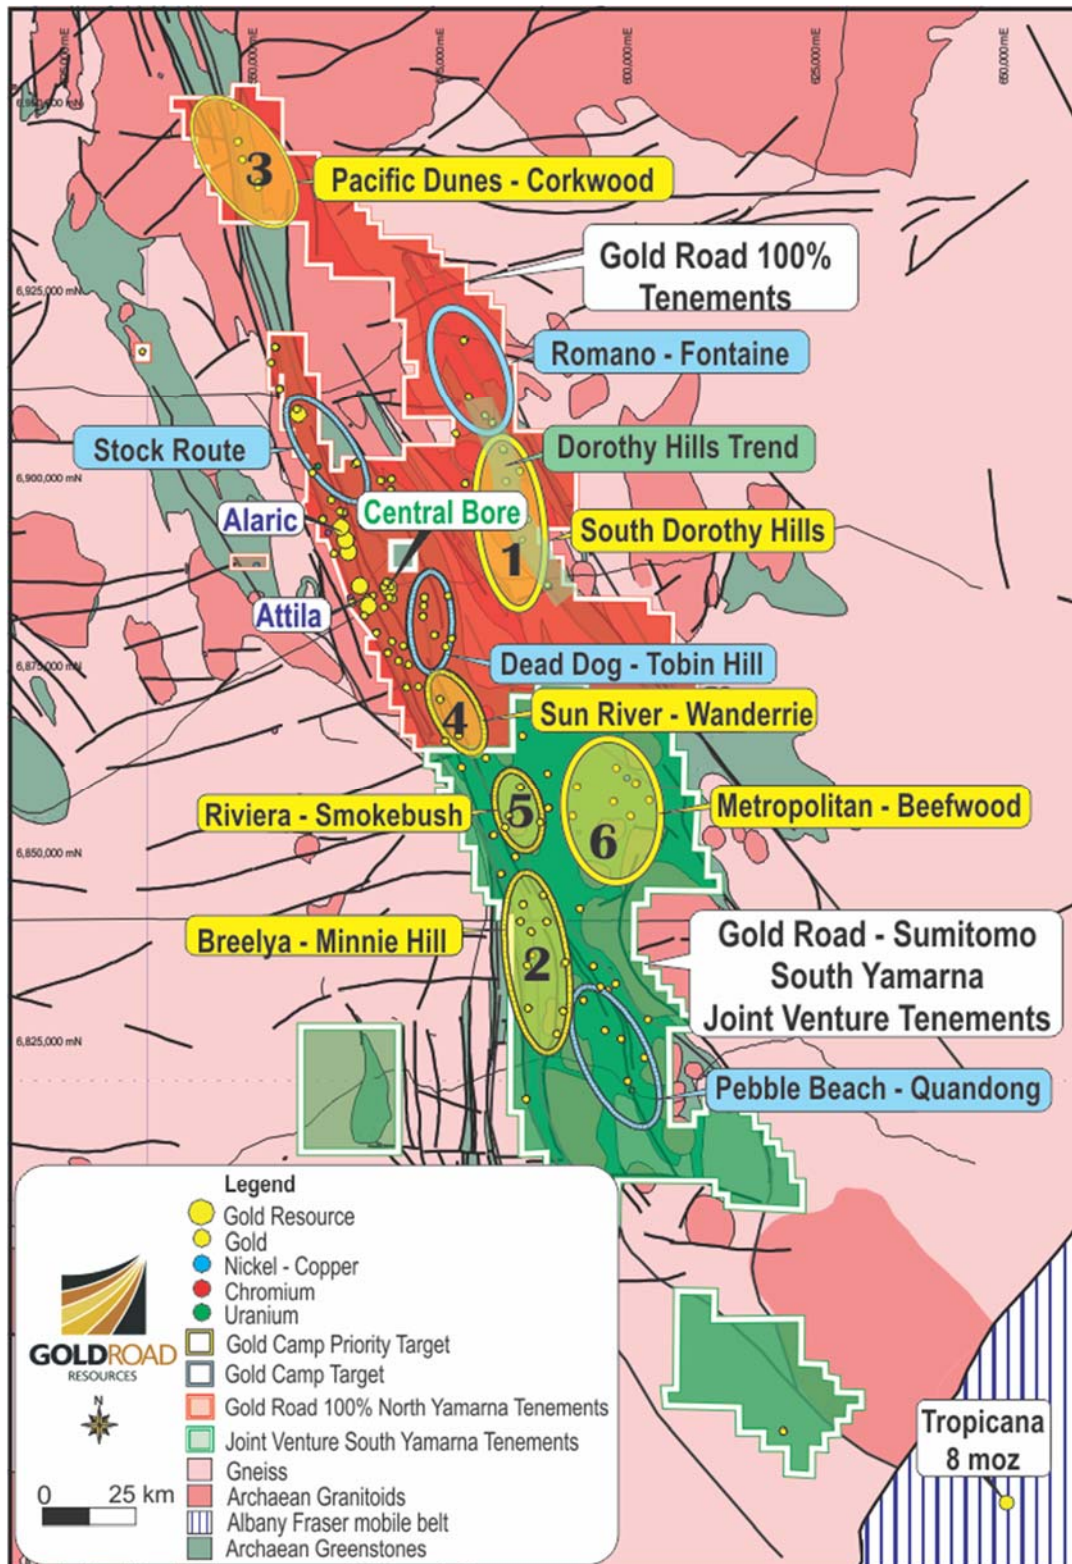 550,000 mE
600,000 mE
625,000 mE
650,000 mE
3
Pacific Dunes - Corkwood
Gold Road 100%
Tenements
6,925,000 mN
Romano - Fontaine
Stock Route
Dorothy Hills Trend
6,900,000 mN
Central Bore
Alaric
South Dorothy Hills
1
Attila
Dead Dog - Tobin Hill
6,875,000 mN
4
Sun River - Wanderrie
Riviera - Smokebush
5
Metropolitan - Beefwood
6
6,850,000 mN
Breelya - Minnie Hill
2
Gold Road - Sumitomo
South Yamarna
Joint Venture Tenements
6,825,000 mN
Pebble Beach - Quandong
Legend
Gold Resource
Gold
Nickel - Copper
Chromium
Uranium
Gold Camp Priority Target
Gold Camp Target
Gold Road 100% North Yamarna Tenements
Joint Venture South Yamarna Tenements
Gneiss
Archaean Granitoids
Albany Fraser mobile belt
Archaean Greenstones
GOLDROAD
RESOURCES
N
0 25 km
Tropicana
8 moz